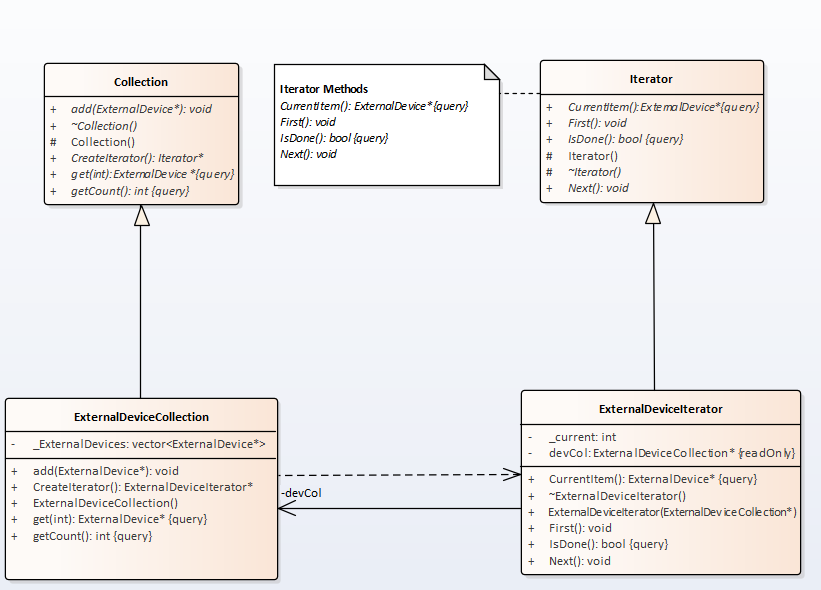 Collection
+ add(ExternalDevice*): void
+ ~Collection()
# Collection()
+ CreateIterator(): Iterator*
+ get(int):ExternalDevice *{query}
+ getCount(): int {query}
Iterator Methods
CurrentItem(): ExternalDevice*{query}
First(): void
IsDone(): bool {query}
Next(): void
Iterator
+ CurrentItem():ExternalDevice*{query}
+ First(): void
+ IsDone(): bool {query}
# Iterator()
# ~Iterator()
+ Next(): void
ExternalDeviceCollection
- _ExternalDevices: vector<ExternalDevice*>
+ add(ExternalDevice*): void
+ CreateIterator(): ExternalDeviceIterator*
+ ExternalDeviceCollection()
+ get(int): ExternalDevice* {query}
+ getCount(): int {query}
-devCol
ExternalDeviceIterator
- _current: int
- devCol: ExternalDeviceCollection* {readOnly}
+ CurrentItem(): ExternalDevice* {query}
+ ~ExternalDeviceIterator()
+ ExternalDeviceIterator(ExternalDeviceCollection*)
+ First(): void
+ IsDone(): bool {query}
+ Next(): void